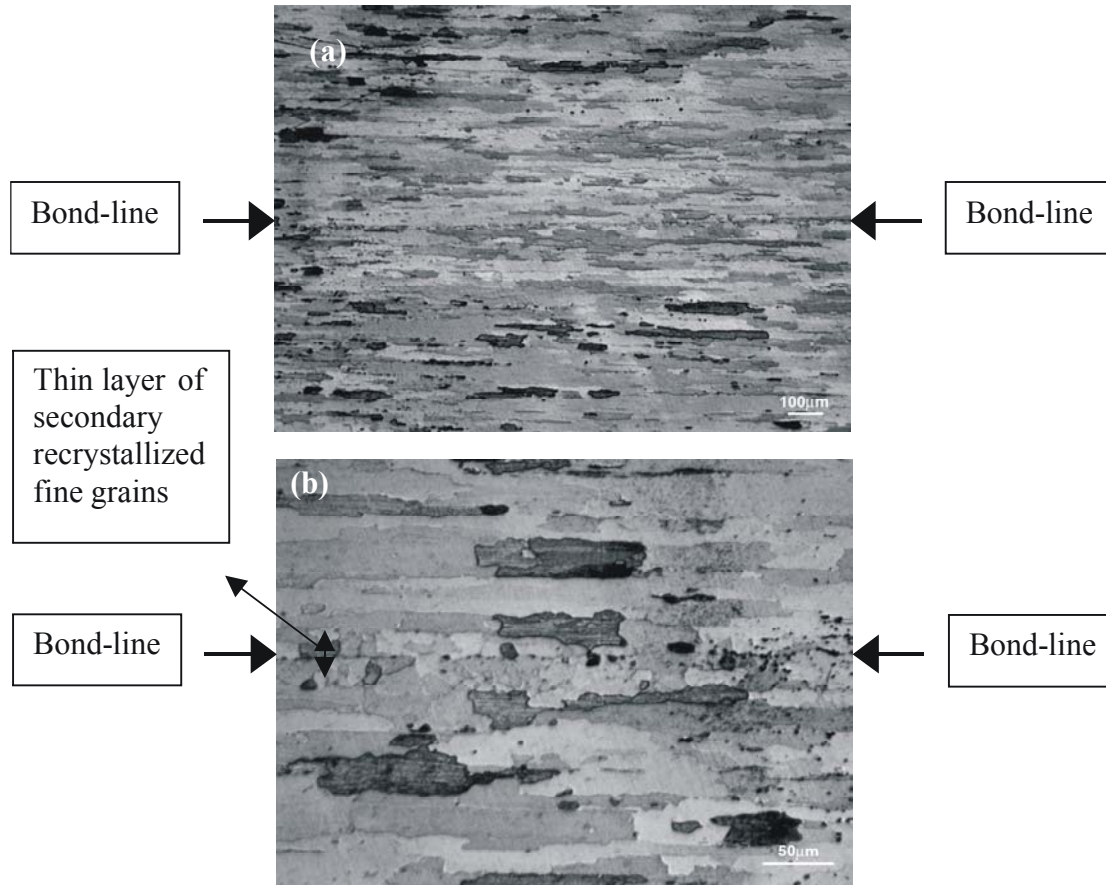 (a)
Bond-line
Bond-line
100μm
Thin layer of
secondary
recrystallized
fine grains
(b)
Bond-line
Bond-line
50μm